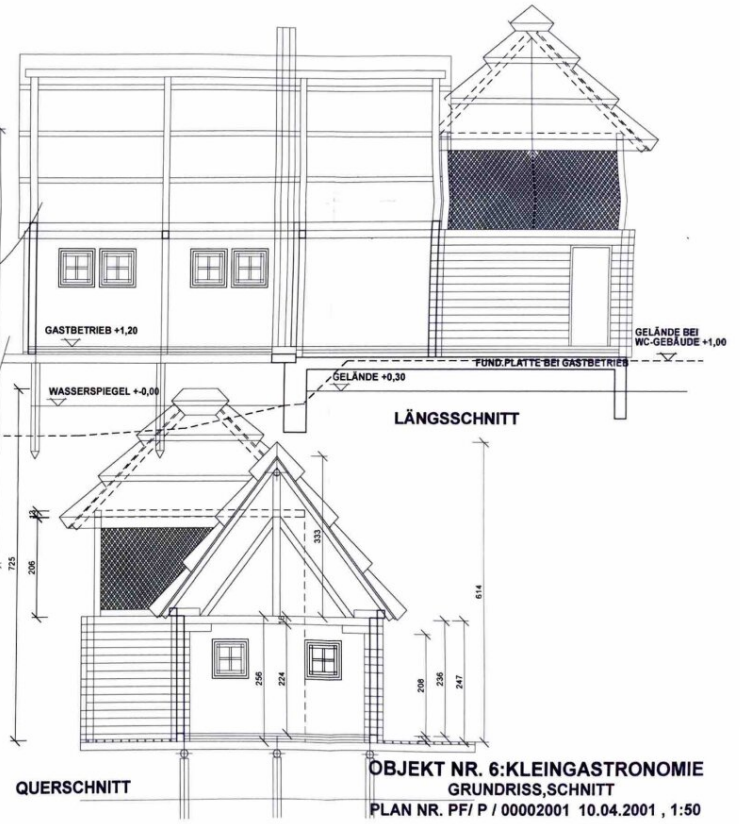 GASTBETRIEB +1,20
GELÄNDE BEI
WC-GEBÄUDE +1,00
FUND.PLATTE BEI GASTBETRIEB
WASSERSPIEGEL +-0,00
GELÄNDE +0,30
LÄNGSSCHNITT
725
206
333
614
256
224
208
236
247
QUERSCHNITT
OBJEKT NR. 6:KLEINGASTRONOMIE
GRUNDRISS,SCHNITT
PLAN NR. PF/ P / 00002001 10.04.2001 , 1:50